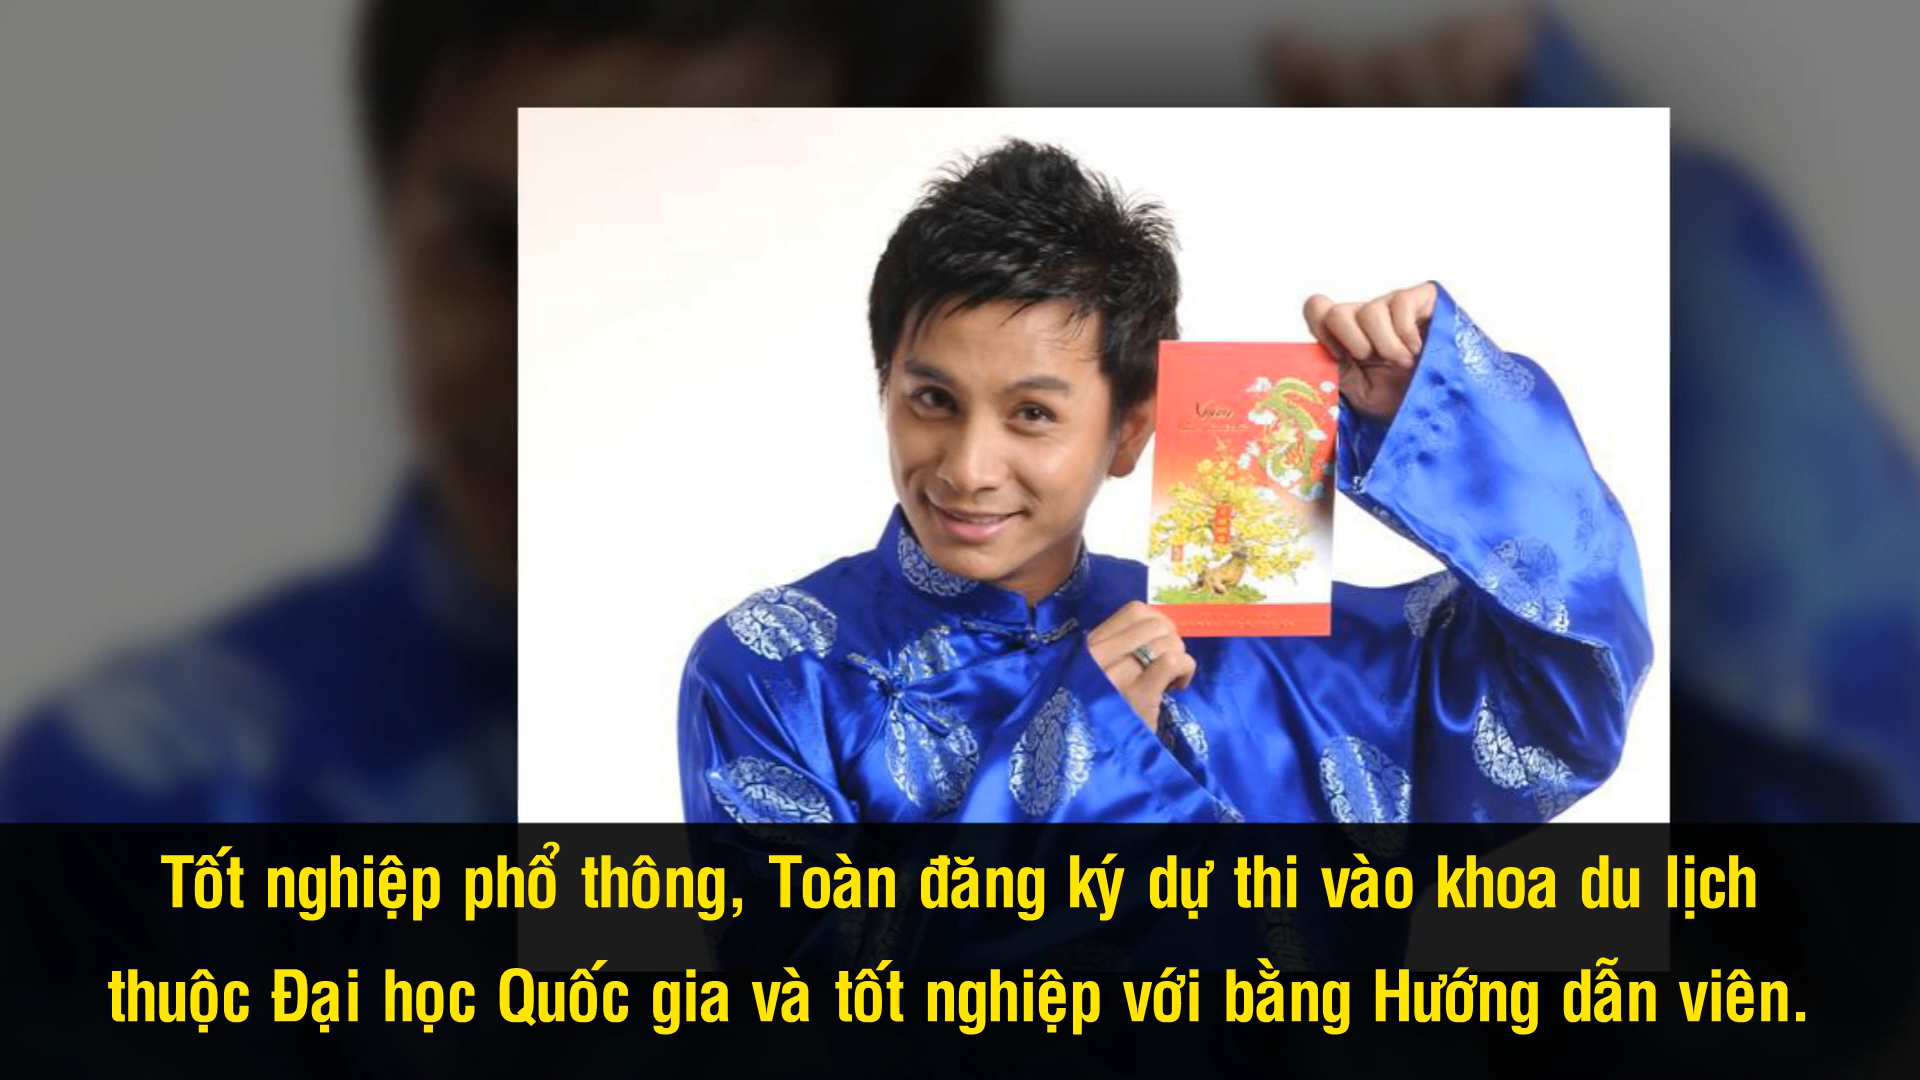 Xuân
Tốt nghiệp phổ thông, Toàn đăng ký dự thi vào khoa du lịch
thuộc Đại học Quốc gia và tốt nghiệp với bằng Hướng dẫn viên.